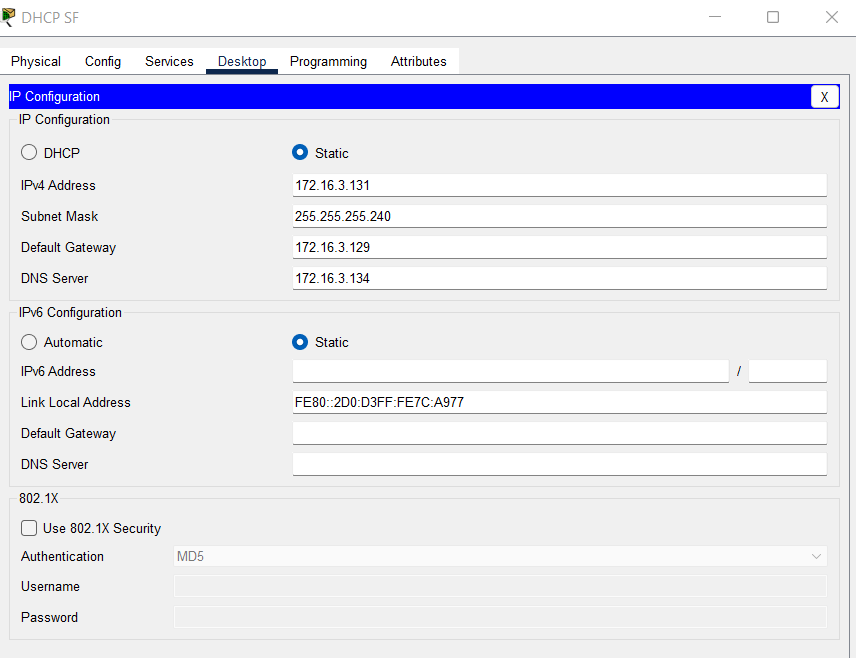 DHCP SF
Physical Config Services Desktop Programming Attributes
IP Configuration X
IP Configuration
DHCP Static
IPv4 Address 172.16.3.131
Subnet Mask 255.255.255.240
Default Gateway 172.16.3.129
DNS Server 172.16.3.134
IPv6 Configuration
Automatic Static
IPv6 Address /
Link Local Address FE80::2D0:D3FF:FE7C:A977
Default Gateway
DNS Server
802.1X
Use 802.1X Security
Authentication MD5
Username
Password